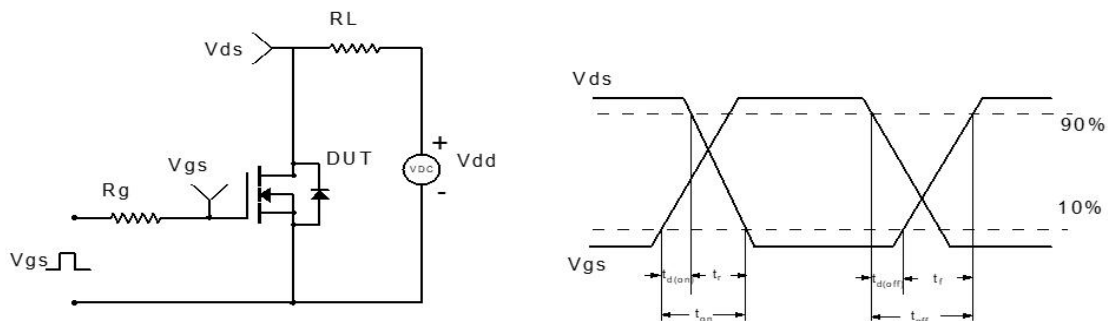 RL
Vds
Vgs
DUT
Rg
+
VDC
Vdd
-
Vgs
Vds
90%
10%
Vgs
td(on)
tr
td(off)
tf
ton
toff